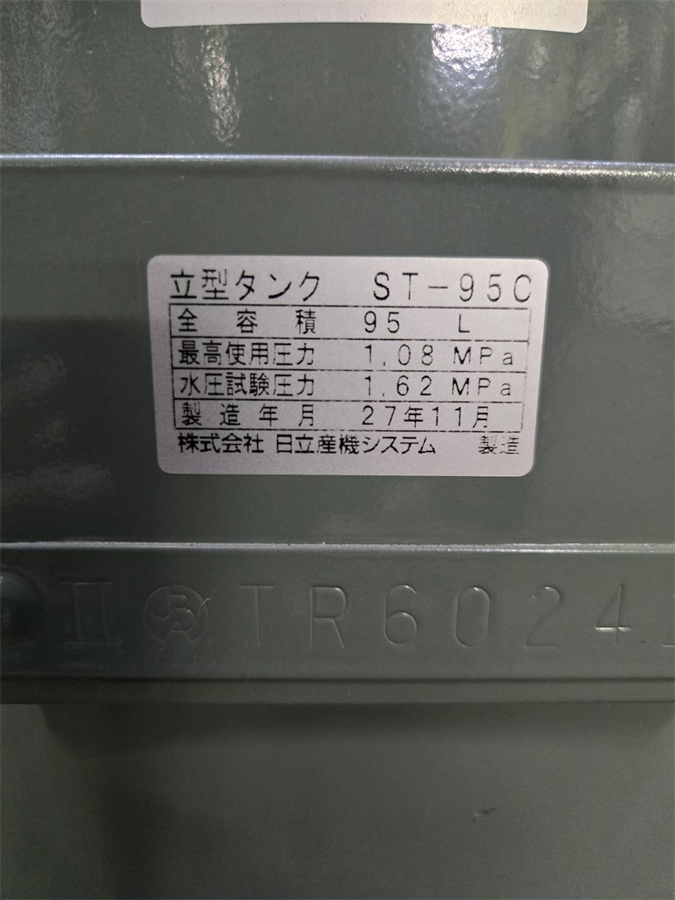 立型タンク ST-95C
全容積 95 L
最高使用圧力 1.08 MPa
水圧試験圧力 1.62 MPa
製造年月 27年11月
株式会社 日立産機システム 製造
II TR6024